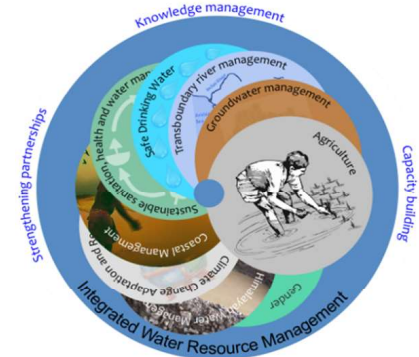 Knowledge management
Strengthening partnerships
Capacity building
Safe Drinking Water
Transboundary river management
Groundwater management
Agriculture
Sustainable sanitation, health and water
Coastal Management
Climate Change Adaptation and
Gender
Integrated Water Resource Management